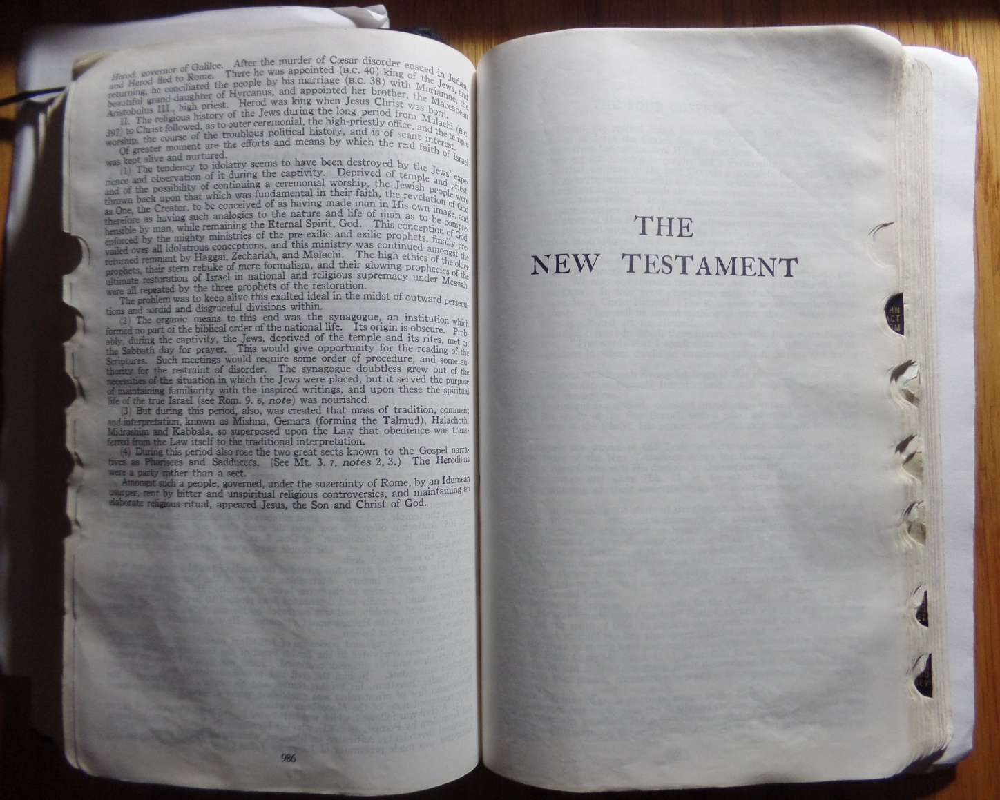 Herod, governor of Galilee. After the murder of Cæsar disorder ensued in Judæa,
and Herod fled to Rome. There he was appointed (B.C. 40) king of the Jews, and
returning, he conciliated the people by his marriage (B.C. 38) with Mariamne, the
beautiful grand-daughter of Hyrcanus, and appointed her brother, the Maccabean
Aristobulus III., high priest. Herod was king when Jesus Christ was born.
II. The religious history of the Jews during the long period from Malachi (B.C.
397) to Christ followed, as to outer ceremonial, the high-priestly office, and the temple
worship, the course of the troublous political history, and is of scant interest.
Of greater moment are the efforts and means by which the real faith of Israel
was kept alive and nurtured.
(1) The tendency to idolatry seems to have been destroyed by the Jews' expe-
rience and observation of it during the captivity. Deprived of temple and priest,
and of the possibility of continuing a ceremonial worship, the Jewish people were
thrown back upon that which was fundamental in their faith, the revelation of God
as One, the Creator, to be conceived of as having made man in His own image, and
therefore as having such analogies to the nature and life of man as to be compre-
hensible by man, while remaining the Eternal Spirit, God. This conception of God,
enforced by the mighty ministries of the pre-exilic and exilic prophets, finally pre-
vailed over all idolatrous conceptions, and this ministry was continued amongst the
returned remnant by Haggai, Zechariah, and Malachi. The high ethics of the older
prophets, their stern rebuke of mere formalism, and their glowing prophecies of the
ultimate restoration of Israel in national and religious supremacy under Messiah,
were all repeated by the three prophets of the restoration.
The problem was to keep alive this exalted ideal in the midst of outward persecu-
tions and sordid and disgraceful divisions within.
(2) The organic means to this end was the synagogue, an institution which
formed no part of the biblical order of the national life. Its origin is obscure. Prob-
ably, during the captivity, the Jews, deprived of the temple and its rites, met on
the Sabbath day for prayer. This would give opportunity for the reading of the
Scriptures. Such meetings would require some order of procedure, and some au-
thority for the restraint of disorder. The synagogue doubtless grew out of the
necessities of the situation in which the Jews were placed, but it served the purpose
of maintaining familiarity with the inspired writings, and upon these the spiritual
life of the true Israel (see Rom. 9. 6, note) was nourished.
(3) But during this period, also, was created that mass of tradition, comment
and interpretation, known as Mishna, Gemara (forming the Talmud), Halachoth,
Midrashim and Kabbala, so superposed upon the Law that obedience was trans-
ferred from the Law itself to the traditional interpretation.
(4) During this period also rose the two great sects known to the Gospel narra-
tives as Pharisees and Sadducees. (See Mt. 3. 7, notes 2, 3.) The Herodians
were a party rather than a sect.
Amongst such a people, governed, under the suzerainty of Rome, by an Idumean
usurper, rent by bitter and unspiritual religious controversies, and maintaining an
elaborate religious ritual, appeared Jesus, the Son and Christ of God.
986
THE
NEW TESTAMENT
HN
ACT
OM